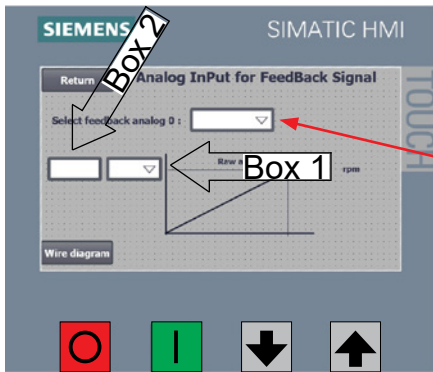 SIEMENS
SIMATIC HMI
TOUCH
Box 2
Return
Analog InPut for FeedBack Signal
Select feedback analog 0 :
Box 1
Raw a
rpm
Wire diagram